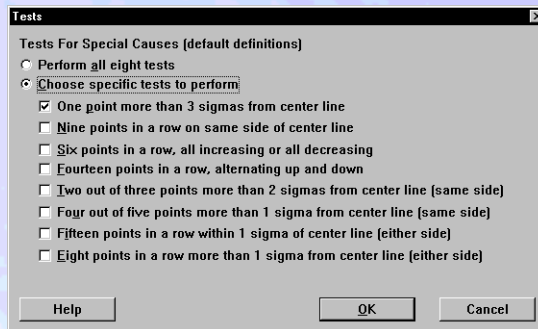 Tests
Tests For Special Causes (default definitions)
Perform all eight tests
Choose specific tests to perform
One point more than 3 sigmas from center line
Nine points in a row on same side of center line
Six points in a row, all increasing or all decreasing
Fourteen points in a row, alternating up and down
Two out of three points more than 2 sigmas from center line (same side)
Four out of five points more than 1 sigma from center line (same side)
Fifteen points in a row within 1 sigma of center line (either side)
Eight points in a row more than 1 sigma from center line (either side)
Help OK Cancel